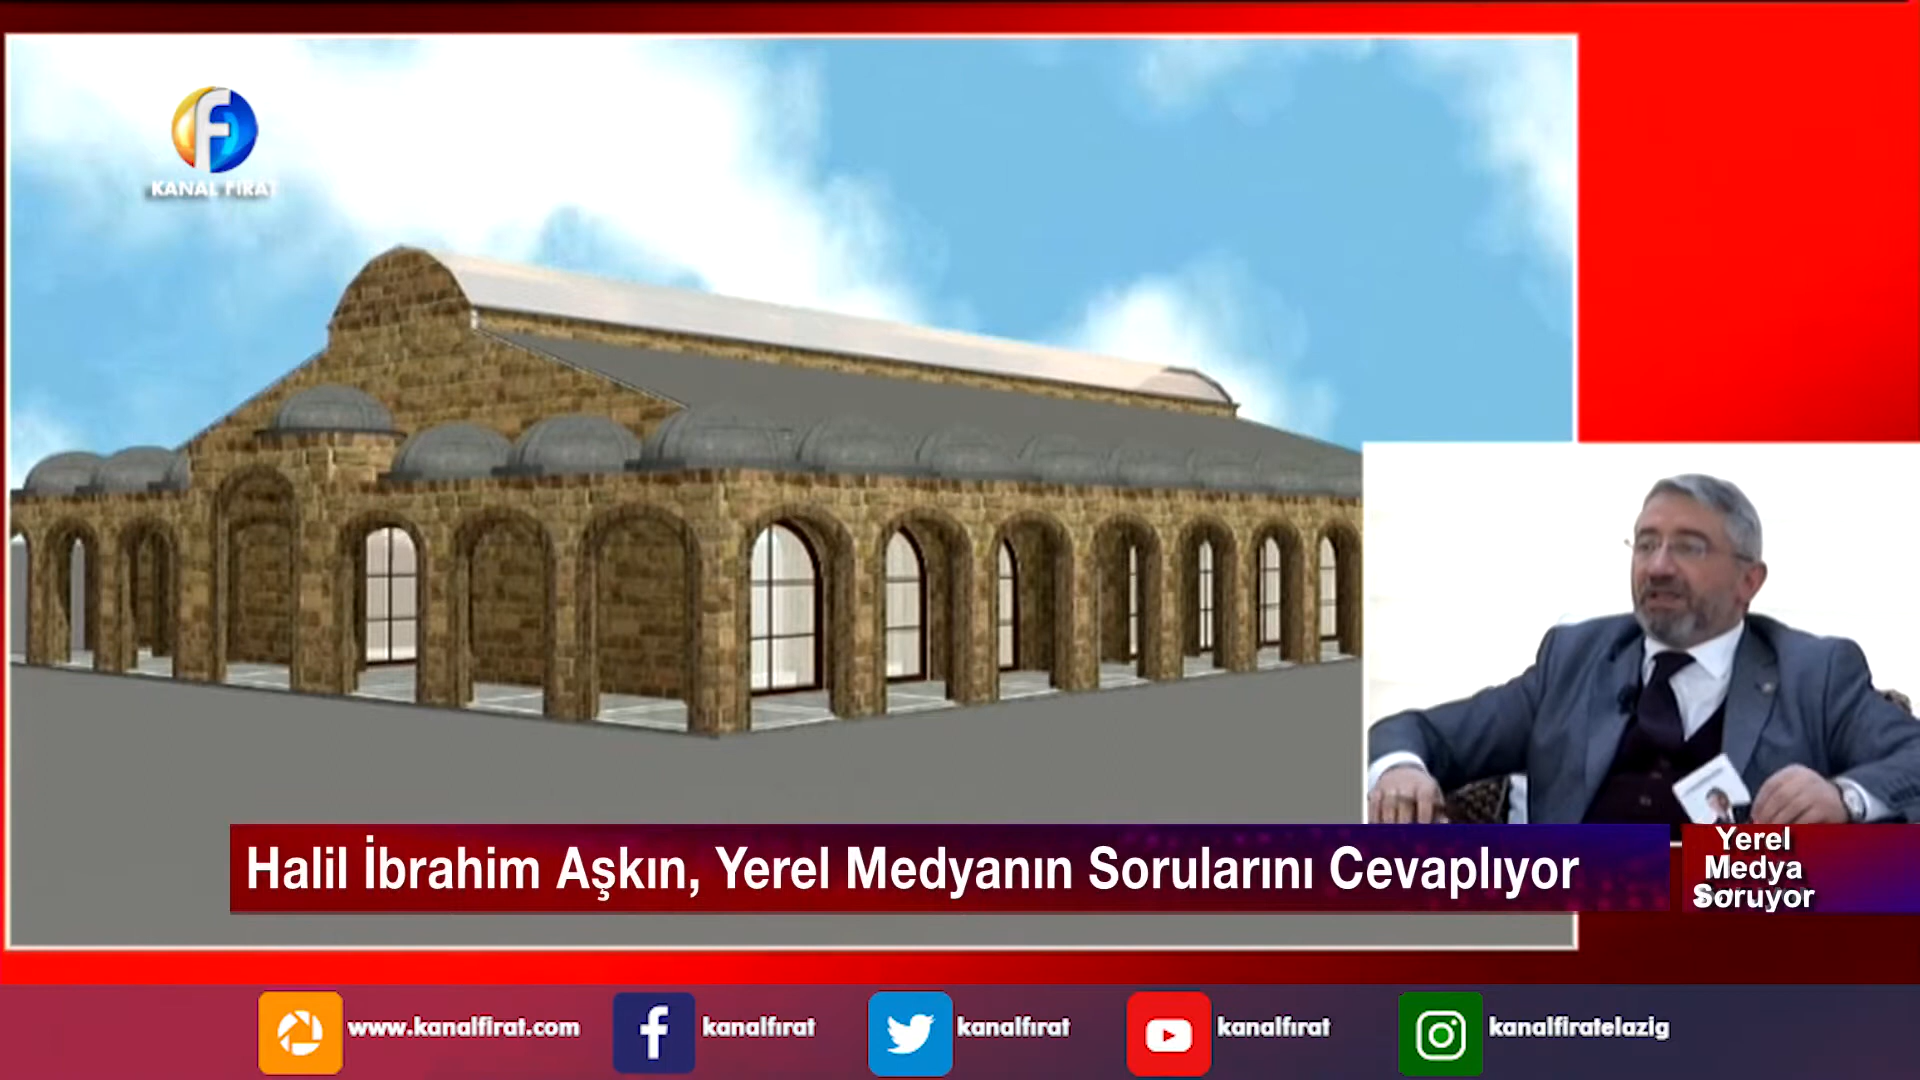 KANAL FIRAT
Halil İbrahim Aşkın, Yerel Medyanın Sorularını Cevaplıyor
Yerel
Medya
Soruyor
www.kanalfirat.com
kanalfırat
kanalfırat
kanalfırat
kanalfiratelazig